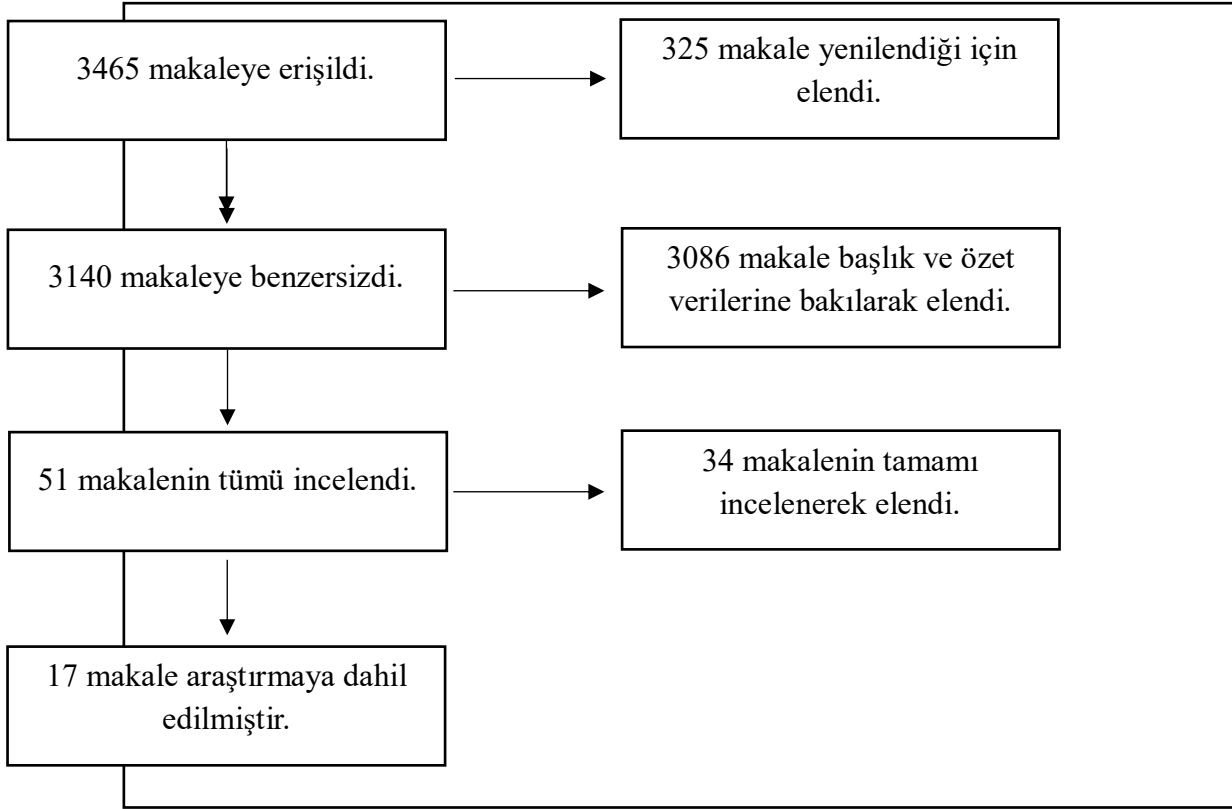 3465 makaleye erişildi.
325 makale yenilendiği için
elendi.
3140 makaleye benzersizdi.
3086 makale başlık ve özet
verilerine bakılarak elendi.
51 makalenin tümü incelendi.
34 makalenin tamamı
incelenerek elendi.
17 makale araştırmaya dahil
edilmiştir.